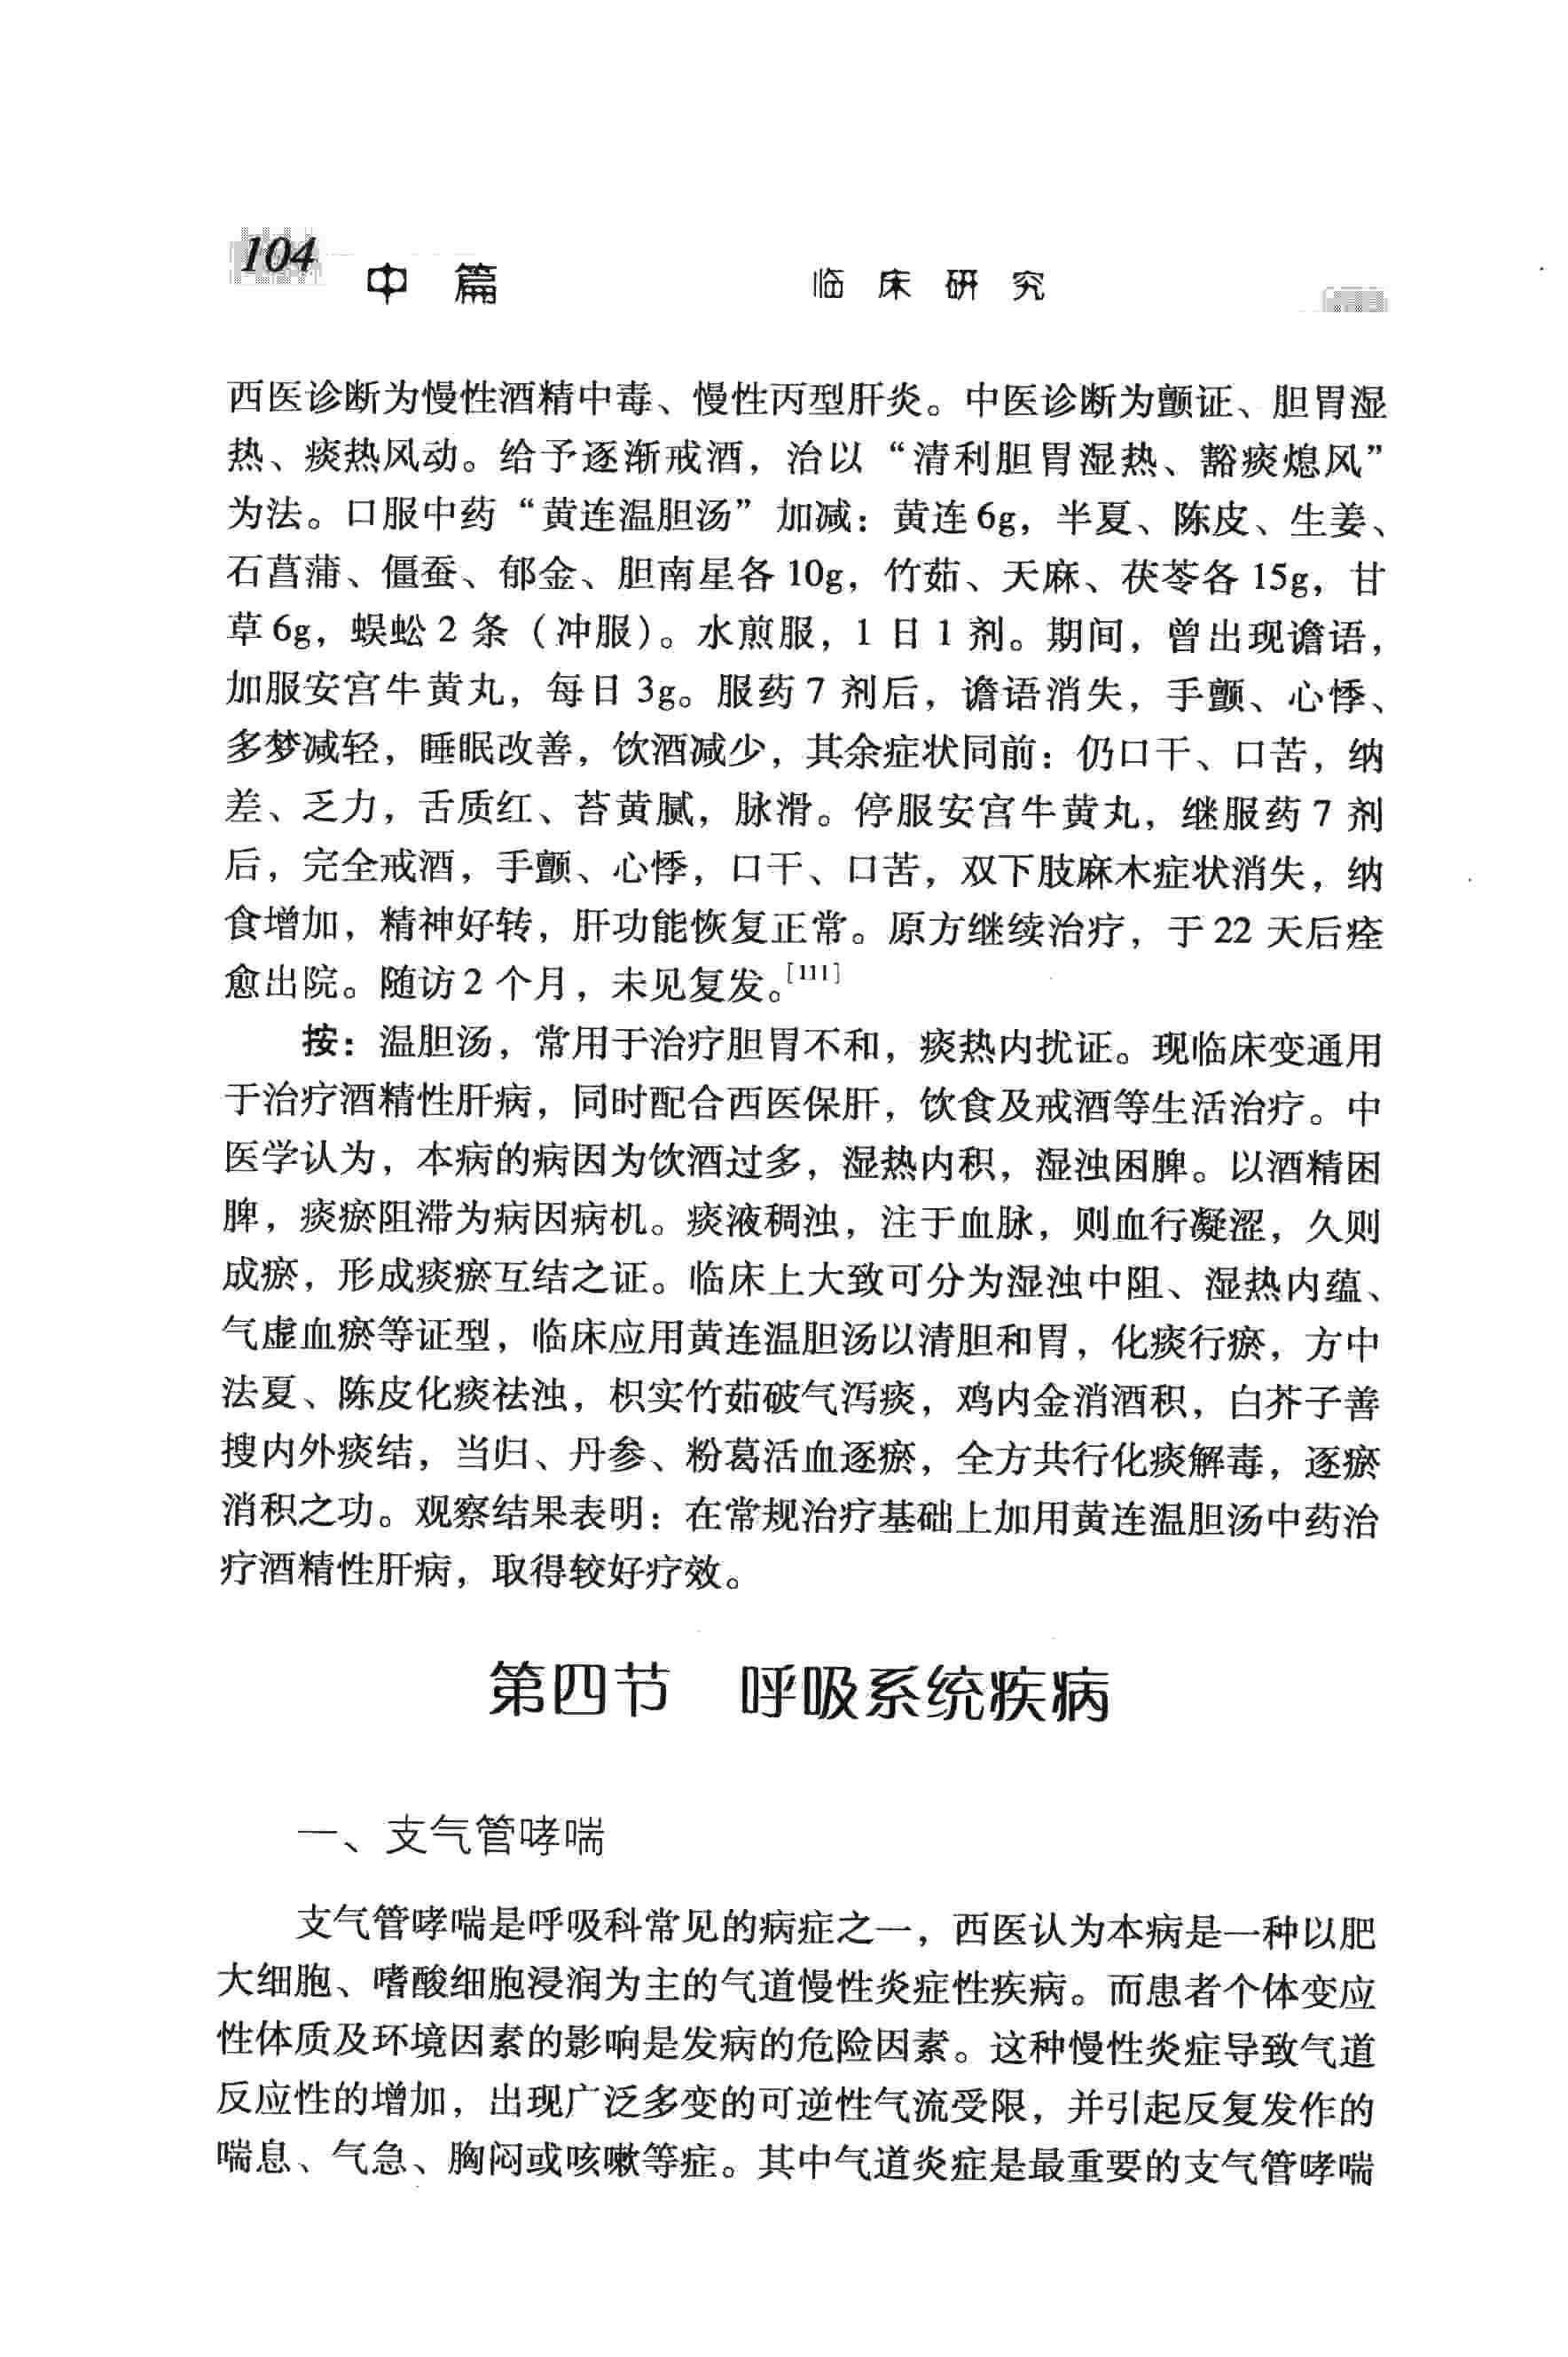 104
中 篇 临床研究
西医诊断为慢性酒精中毒、慢性丙型肝炎。中医诊断为颤证、胆胃湿
热、痰热风动。给予逐渐戒酒，治以“清利胆胃湿热、豁痰熄风”
为法。口服中药“黄连温胆汤”加减：黄连6g，半夏、陈皮、生姜、
石菖蒲、僵蚕、郁金、胆南星各10g，竹茹、天麻、茯苓各15g，甘
草6g，蜈蚣2条（冲服）。水煎服，1日1剂。期间，曾出现谵语，
加服安宫牛黄丸，每日3g。服药7剂后，谵语消失，手颤、心悸、
多梦减轻，睡眠改善，饮酒减少，其余症状同前：仍口干、口苦，纳
差、乏力，舌质红、苔黄腻，脉滑。停服安宫牛黄丸，继服药7剂
后，完全戒酒，手颤、心悸，口干、口苦，双下肢麻木症状消失，纳
食增加，精神好转，肝功能恢复正常。原方继续治疗，于22天后痊
愈出院。随访2个月，未见复发。[111]
按：温胆汤，常用于治疗胆胃不和，痰热内扰证。现临床变通用
于治疗酒精性肝病，同时配合西医保肝，饮食及戒酒等生活治疗。中
医学认为，本病的病因为饮酒过多，湿热内积，湿浊困脾。以酒精困
脾，痰瘀阻滞为病因病机。痰液稠浊，注于血脉，则血行凝涩，久则
成瘀，形成痰瘀互结之证。临床上大致可分为湿浊中阻、湿热内蕴、
气虚血瘀等证型，临床应用黄连温胆汤以清胆和胃，化痰行瘀，方中
法夏、陈皮化痰祛浊，枳实竹茹破气泻痰，鸡内金消酒积，白芥子善
搜内外痰结，当归、丹参、粉葛活血逐瘀，全方共行化痰解毒，逐瘀
消积之功。观察结果表明：在常规治疗基础上加用黄连温胆汤中药治
疗酒精性肝病，取得较好疗效。
第四节 呼吸系统疾病
一、支气管哮喘
支气管哮喘是呼吸科常见的病症之一，西医认为本病是一种以肥
大细胞、嗜酸细胞浸润为主的气道慢性炎症性疾病。而患者个体变应
性体质及环境因素的影响是发病的危险因素。这种慢性炎症导致气道
反应性的增加，出现广泛多变的可逆性气流受限，并引起反复发作的
喘息、气急、胸闷或咳嗽等症。其中气道炎症是最重要的支气管哮喘